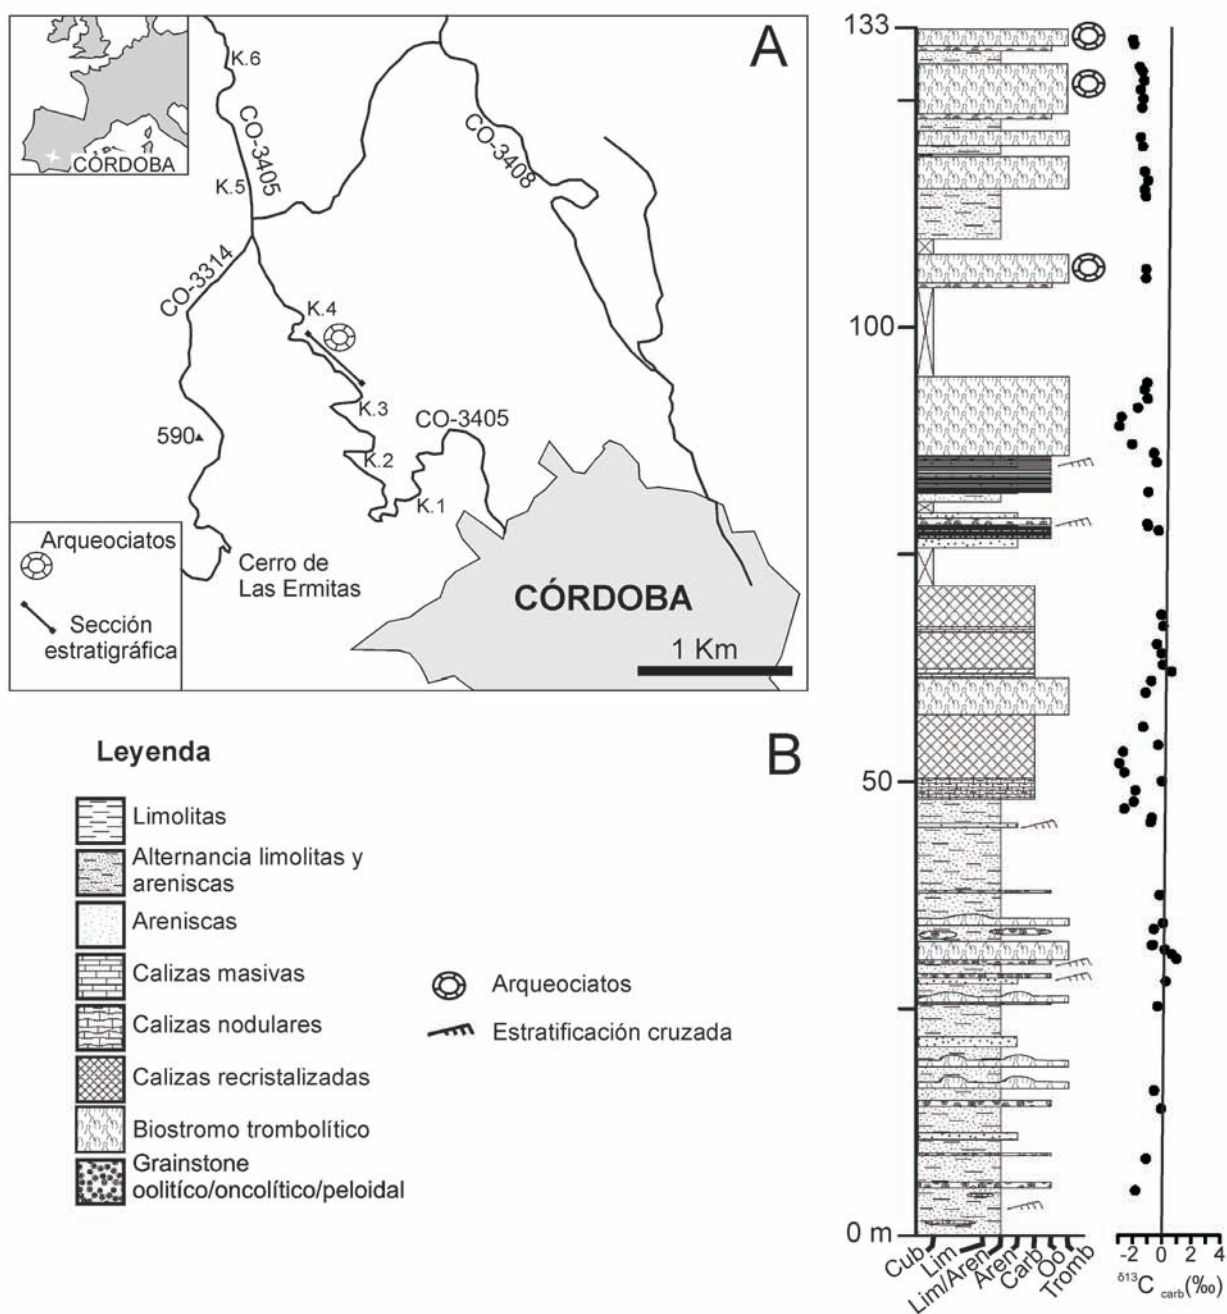 A
K.6
CO-3405
CÓRDOBA
K.5
CO-3408
CO-3314
K.4
K.3
CO-3405
590
K.2
K.1
Arqueociatos
Sección
estratigráfica
Cerro de
Las Ermitas
CÓRDOBA
1 Km
B
Leyenda
Limolitas
Alternancia limolitas y
areniscas
Areniscas
Calizas masivas
Calizas nodulares
Calizas recristalizadas
Biostromo trombolítico
Grainstone
oolitíco/oncolítico/peloidal
Arqueociatos
Estratificación cruzada
133
100
50
0 m
Cub
Lim
Lim/Aren
Aren
Carb
Oo
Tromb
-2 0 2 4
δ13C carb(‰)